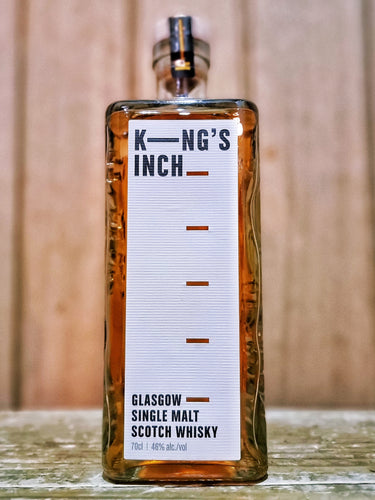 K—NG'S
INCH
GLASGOW
SINGLE MALT
SCOTCH WHISKY
70cl | 46% alc./vol